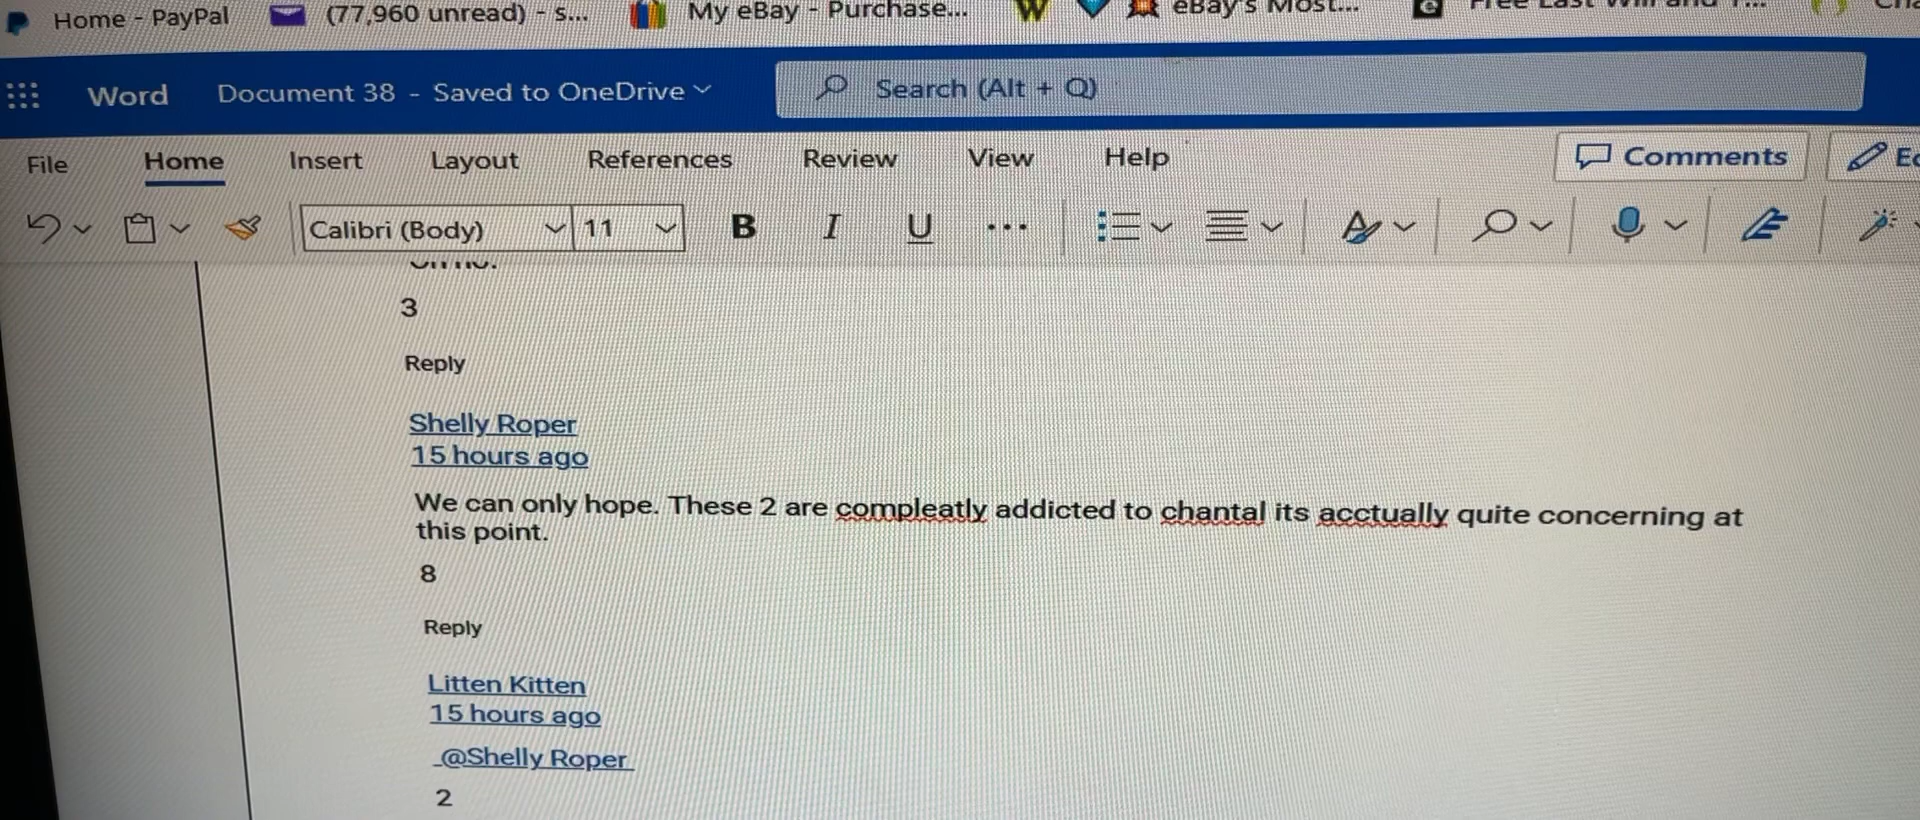 Home - PayPal (77,960 unread) - s... My eBay - Purchase... W eBay's Most...
Word Document 38 - Saved to OneDrive Search (Alt + Q)
File Home Insert Layout References Review View Help Comments
Calibri (Body) 11 B I U ...
3
Reply
Shelly Roper
15 hours ago
We can only hope. These 2 are compleatly addicted to chantal its acctually quite concerning at
this point.
8
Reply
Litten Kitten
15 hours ago
@Shelly Roper
2